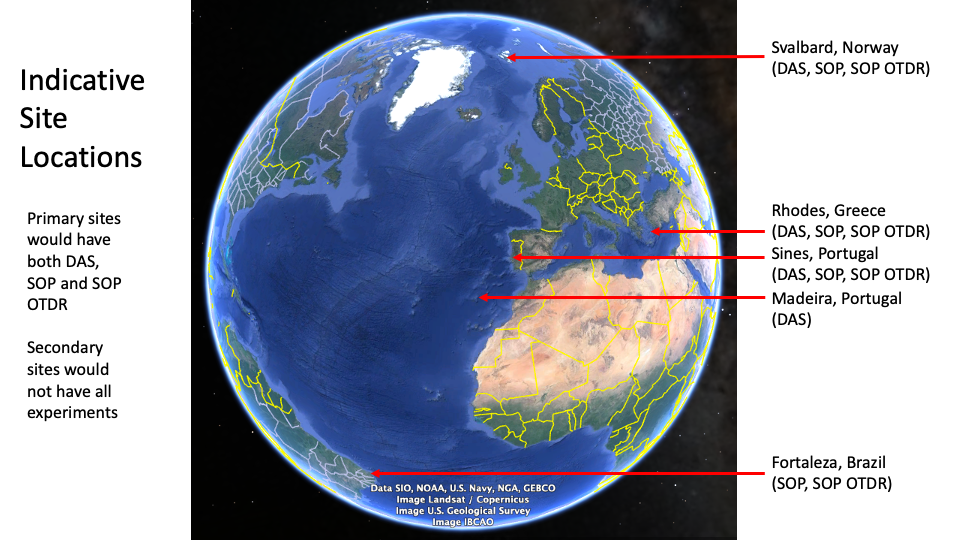 Indicative
Site
Locations
Primary sites
would have
both DAS,
SOP and SOP
OTDR
Secondary
sites would
not have all
experiments
Svalbard, Norway
(DAS, SOP, SOP OTDR)
Rhodes, Greece
(DAS, SOP, SOP OTDR)
Sines, Portugal
(DAS, SOP, SOP OTDR)
Madeira, Portugal
(DAS)
Fortaleza, Brazil
(SOP, SOP OTDR)
Data SIO, NOAA, U.S. Navy, NGA, GEBCO
Image Landsat / Copernicus
Image U.S. Geological Survey
Image IBCAO